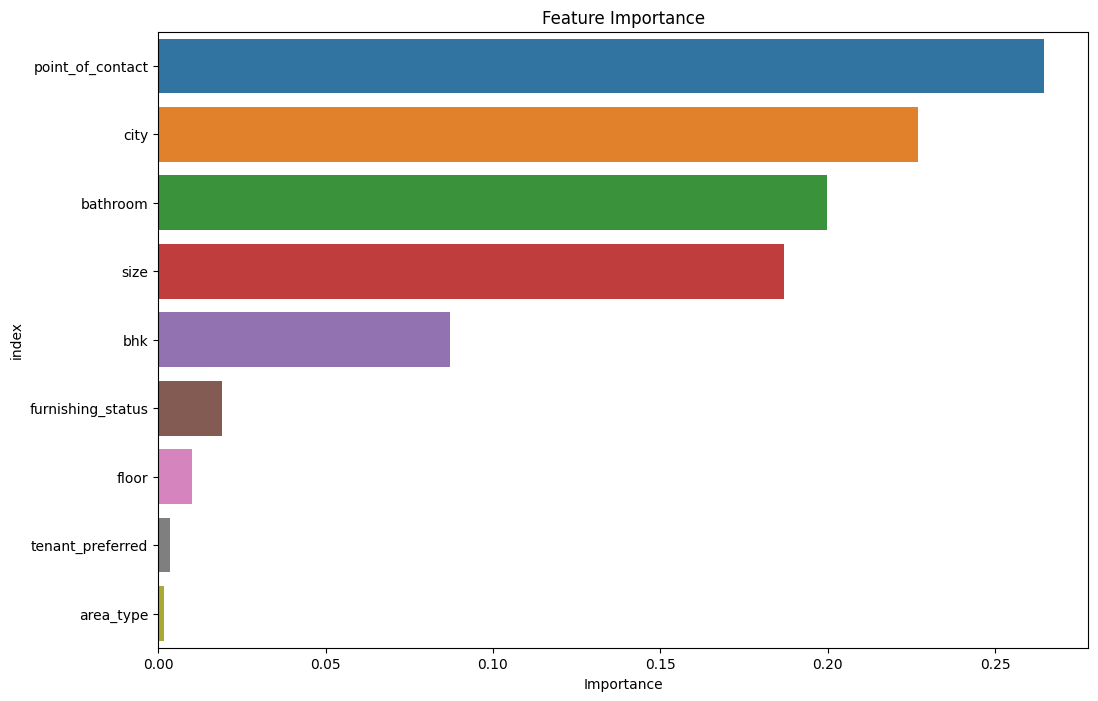 Feature Importance
point_of_contact
city
bathroom
size
bhk
furnishing_status
floor
tenant_preferred
area_type
index
0.00 0.05 0.10 0.15 0.20 0.25
Importance